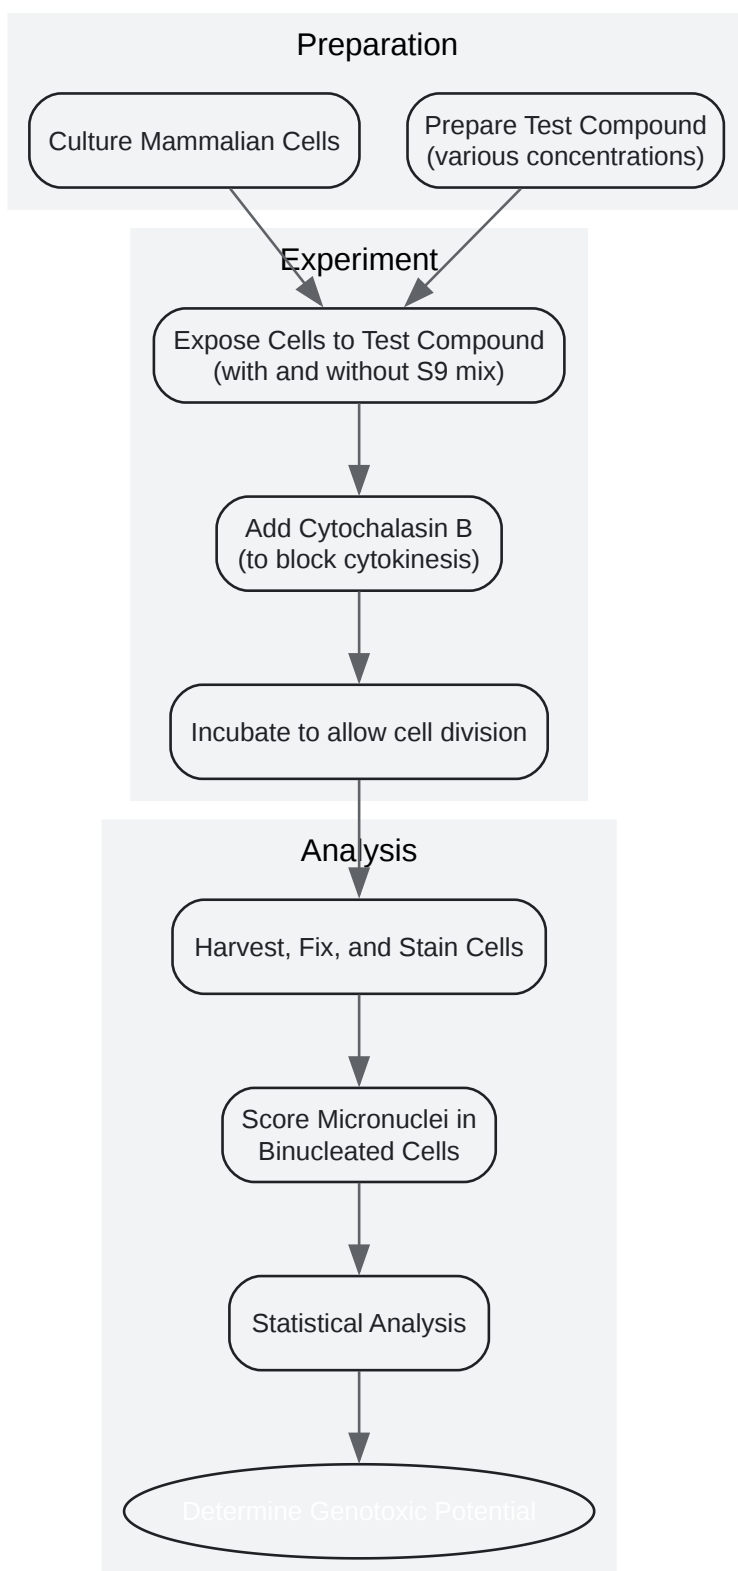 Preparation
Culture Mammalian Cells
Prepare Test Compound
(various concentrations)
Experiment
Expose Cells to Test Compound
(with and without S9 mix)
Add Cytochalasin B
(to block cytokinesis)
Incubate to allow cell division
Analysis
Harvest, Fix, and Stain Cells
Score Micronuclei in
Binucleated Cells
Statistical Analysis
Determine Genotoxic Potential